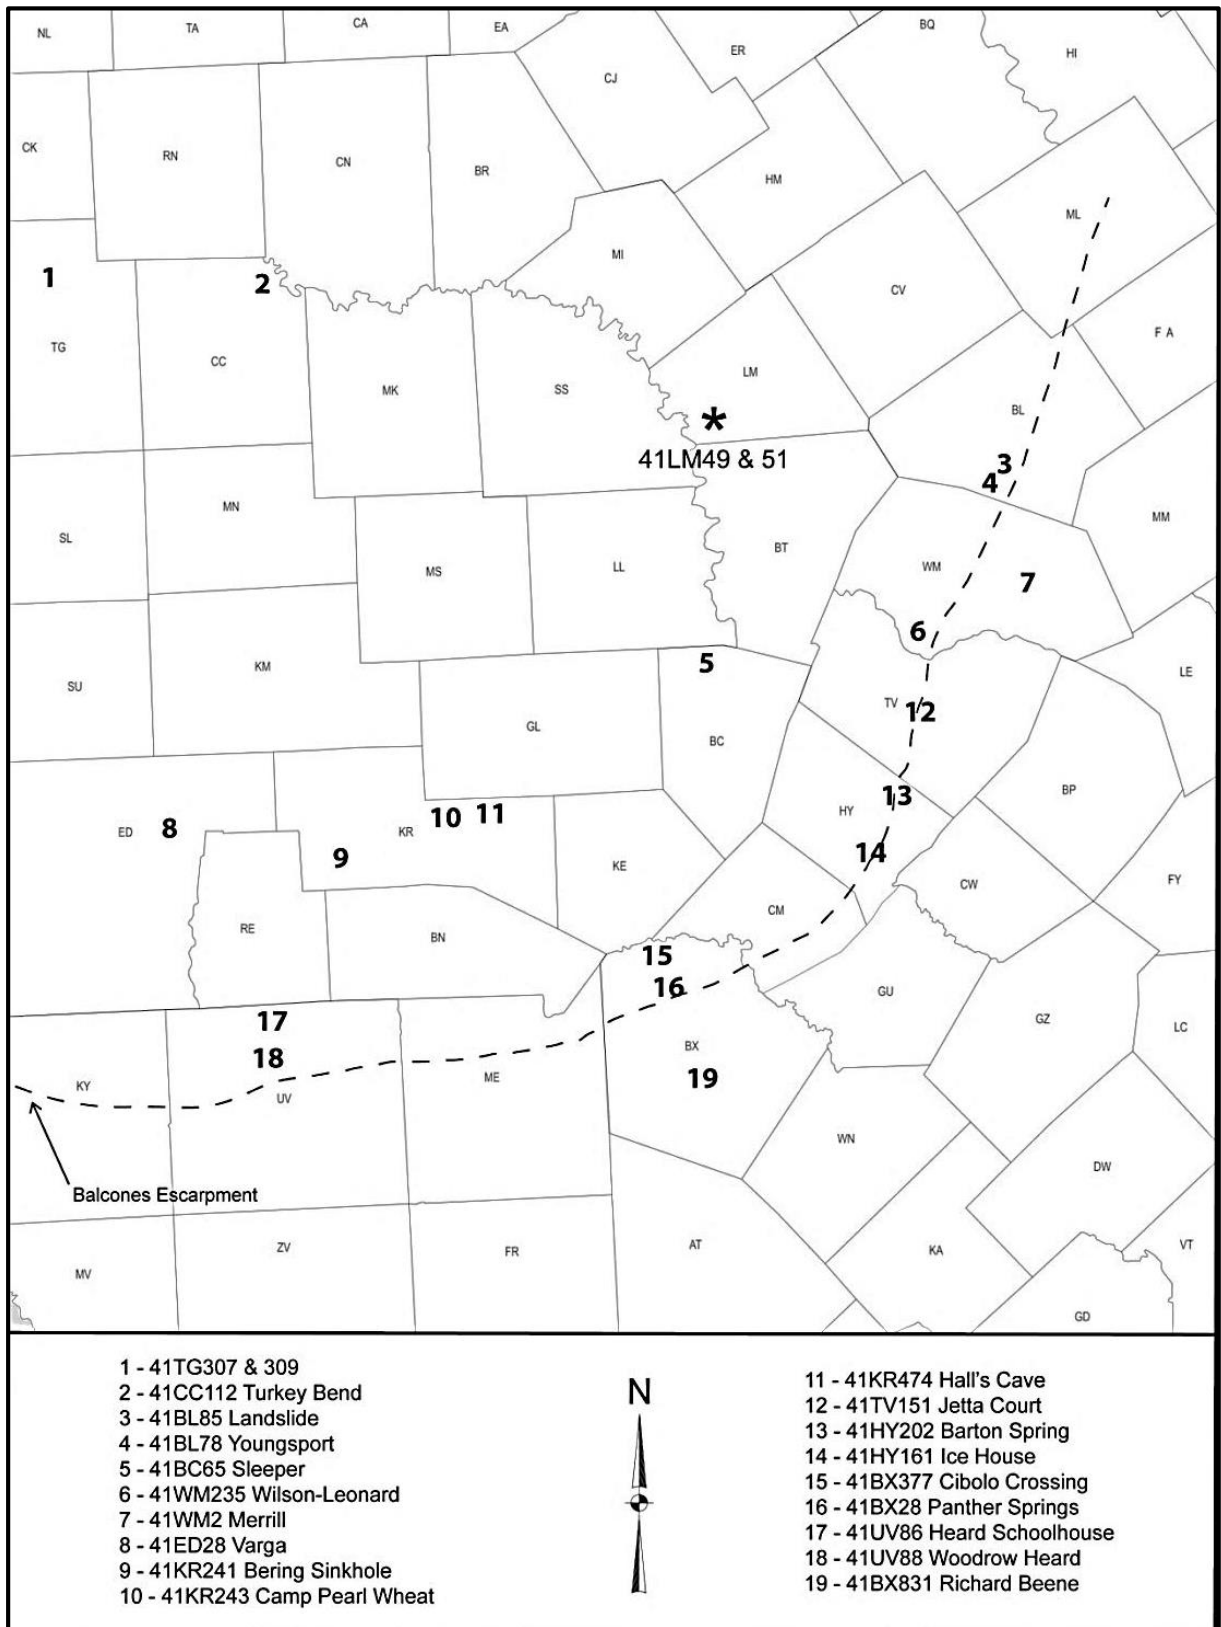 NL TA CA EA ER BQ HI
CJ
CK RN CN BR HM
ML
MI
1 2 CV
TG CC MK SS LM F A
BL
*
41LM49 & 51
3
4
SL MN MS LL BT WM MM
7
6
5
SU KM GL BC TV 12 LE
ED 8 KR 10 11 HY 13 BP
9 KE 14 CW FY
RE BN CM
15
16 GU GZ LC
17
18
KY UV ME BX
19
WN DW
Balcones Escarpment
MV ZV FR AT KA VT
GD
1 - 41TG307 & 309
2 - 41CC112 Turkey Bend
3 - 41BL85 Landslide
4 - 41BL78 Youngsport
5 - 41BC65 Sleeper
6 - 41WM235 Wilson-Leonard
7 - 41WM2 Merrill
8 - 41ED28 Varga
9 - 41KR241 Bering Sinkhole
10 - 41KR243 Camp Pearl Wheat
N
11 - 41KR474 Hall's Cave
12 - 41TV151 Jetta Court
13 - 41HY202 Barton Spring
14 - 41HY161 Ice House
15 - 41BX377 Cibolo Crossing
16 - 41BX28 Panther Springs
17 - 41UV86 Heard Schoolhouse
18 - 41UV88 Woodrow Heard
19 - 41BX831 Richard Beene